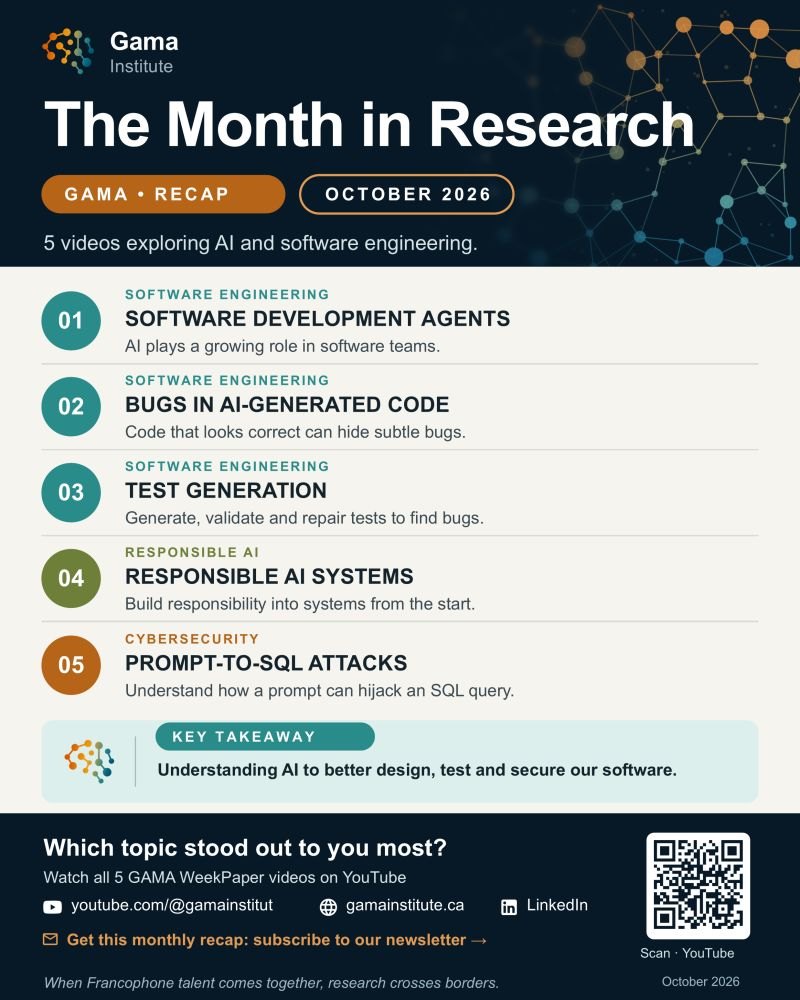 Gama
Institute
The Month in Research
GAMA • RECAP
OCTOBER 2026
5 videos exploring AI and software engineering.
01
SOFTWARE ENGINEERING
SOFTWARE DEVELOPMENT AGENTS
AI plays a growing role in software teams.
02
SOFTWARE ENGINEERING
BUGS IN AI-GENERATED CODE
Code that looks correct can hide subtle bugs.
03
SOFTWARE ENGINEERING
TEST GENERATION
Generate, validate and repair tests to find bugs.
04
RESPONSIBLE AI
RESPONSIBLE AI SYSTEMS
Build responsibility into systems from the start.
05
CYBERSECURITY
PROMPT-TO-SQL ATTACKS
Understand how a prompt can hijack an SQL query.
KEY TAKEAWAY
Understanding AI to better design, test and secure our software.
Which topic stood out to you most?
Watch all 5 GAMA WeekPaper videos on YouTube
youtube.com/@gamainstitut
gamainstitute.ca
LinkedIn
Get this monthly recap: subscribe to our newsletter →
Scan · YouTube
When Francophone talent comes together, research crosses borders.
October 2026